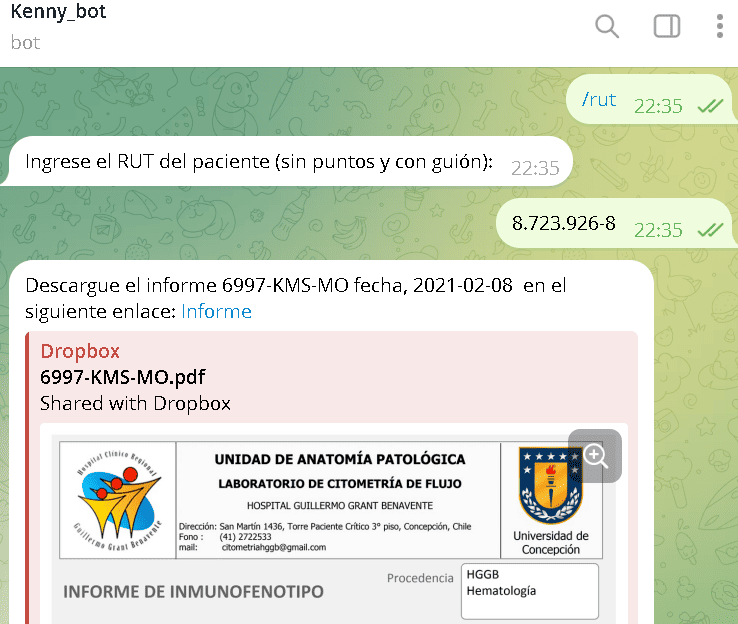 Kenny_bot
bot
/rut 22:35
Ingrese el RUT del paciente (sin puntos y con guión): 22:35
8.723.926-8 22:35
Descargue el informe 6997-KMS-MO fecha, 2021-02-08 en el
siguiente enlace: Informe
Dropbox
6997-KMS-MO.pdf
Shared with Dropbox
Hospital Clínico Regional
Guillermo Grant Benavente
UNIDAD DE ANATOMÍA PATOLÓGICA
LABORATORIO DE CITOMETRÍA DE FLUJO
HOSPITAL GUILLERMO GRANT BENAVENTE
Dirección: San Martín 1436, Torre Paciente Crítico 3° piso, Concepción, Chile
Fono : (41) 2722533
mail: citometriahggb@gmail.com
Universidad de
Concepción
INFORME DE INMUNOFENOTIPO
Procedencia
HGGB
Hematología